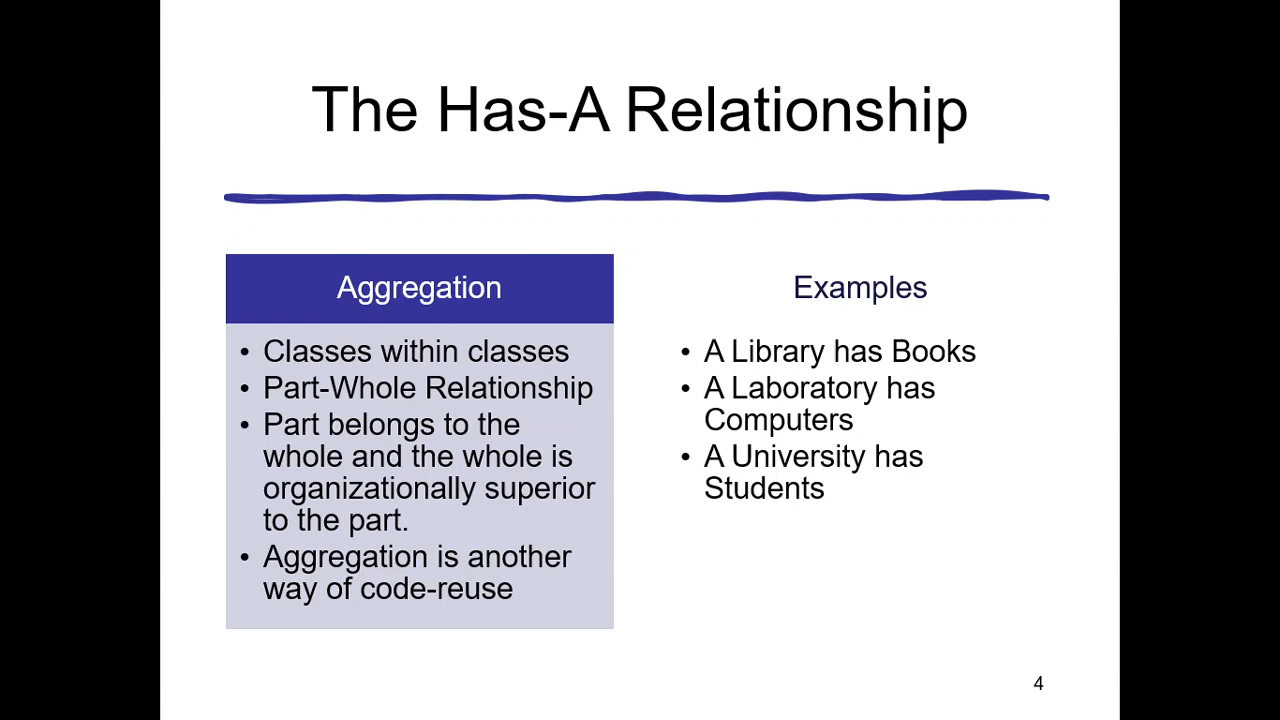 The Has-A Relationship
Aggregation
• Classes within classes
• Part-Whole Relationship
• Part belongs to the
whole and the whole is
organizationally superior
to the part.
• Aggregation is another
way of code-reuse
Examples
• A Library has Books
• A Laboratory has
Computers
• A University has
Students
4